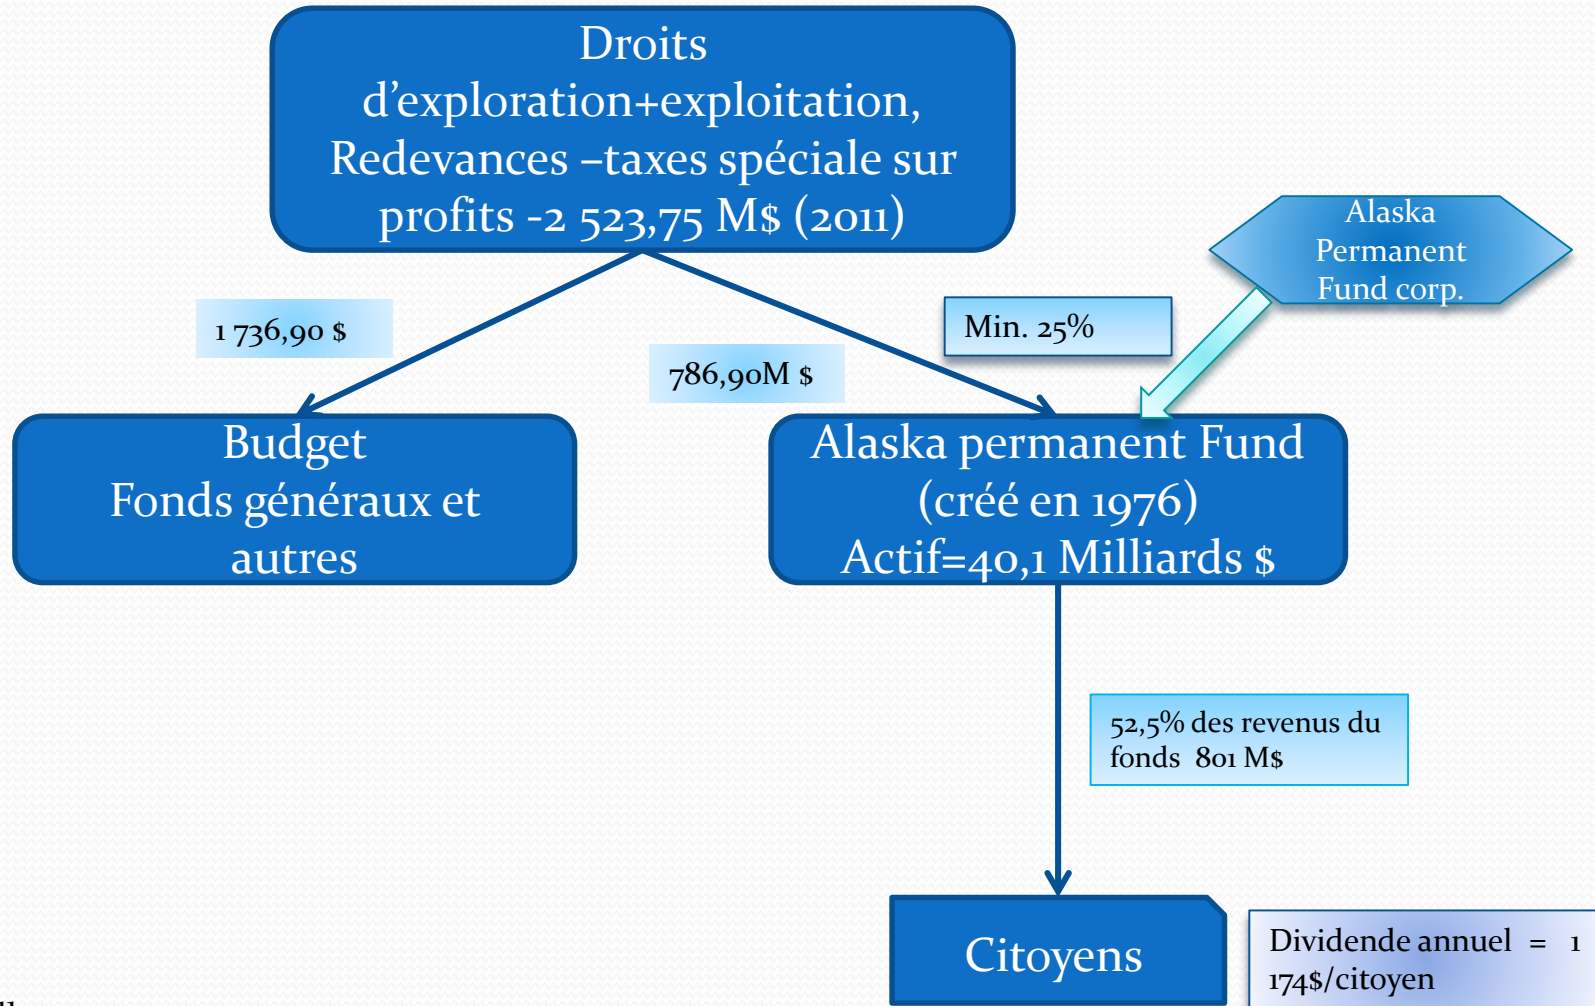 Droits
d’exploration+exploitation,
Redevances –taxes spéciale sur
profits -2 523,75 M$ (2011)
Alaska
Permanent
Fund corp.
1 736,90 $
Min. 25%
786,90M $
Budget
Fonds généraux et
autres
Alaska permanent Fund
(créé en 1976)
Actif=40,1 Milliards $
52,5% des revenus du
fonds 801 M$
Citoyens
Dividende annuel = 1
174$/citoyen